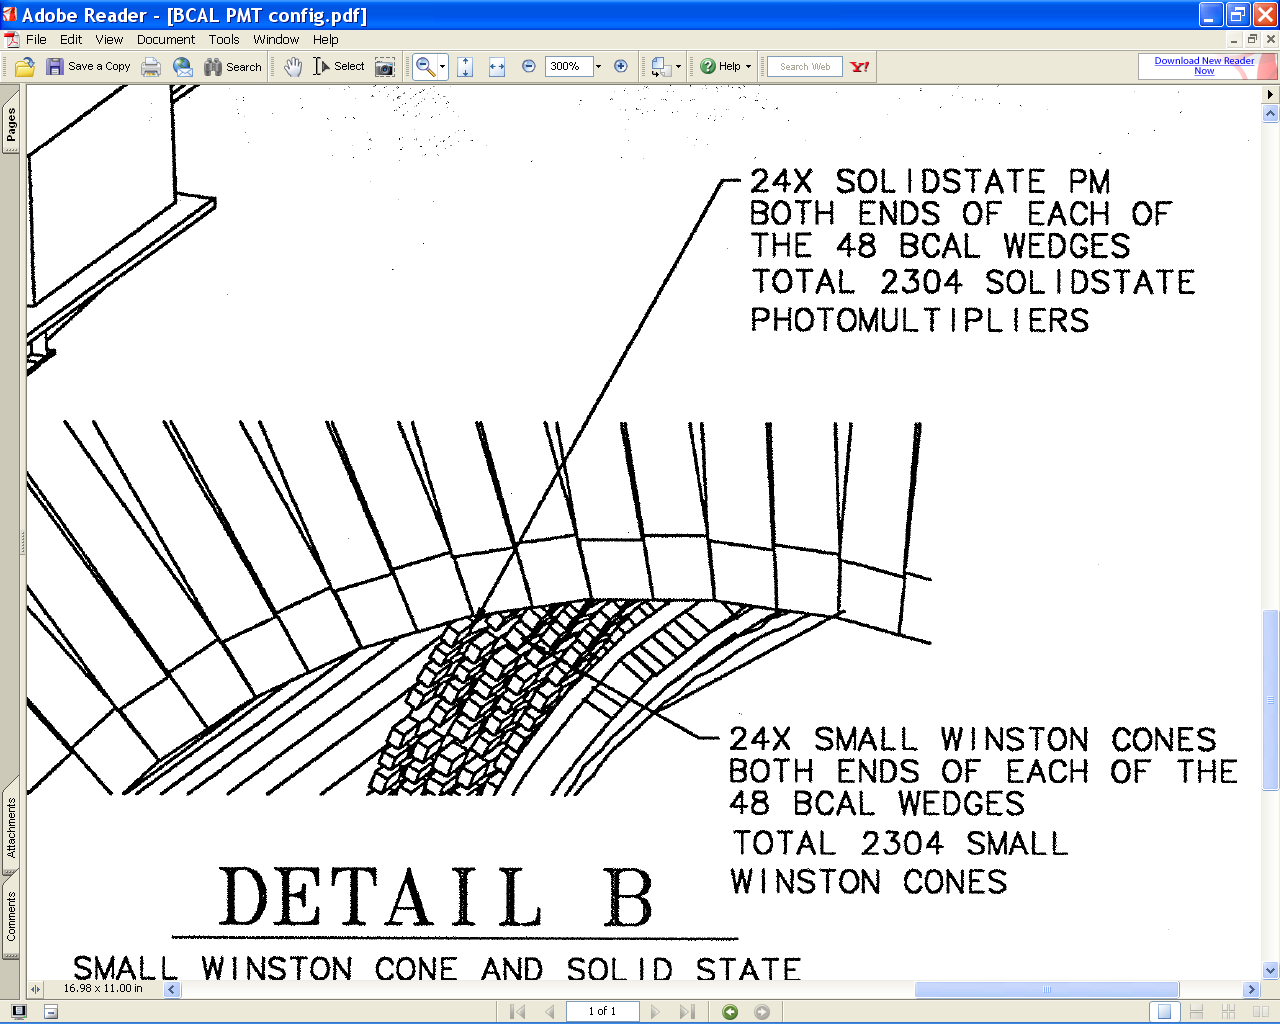 Adobe Reader - [BCAL PMT config.pdf]
File Edit View Document Tools Window Help
Save a Copy Search Select 300% Help Search Web Y! Download New Reader Now
Pages
24X SOLIDSTATE PM
BOTH ENDS OF EACH OF
THE 48 BCAL WEDGES
TOTAL 2304 SOLIDSTATE
PHOTOMULTIPLIERS
24X SMALL WINSTON CONES
BOTH ENDS OF EACH OF THE
48 BCAL WEDGES
TOTAL 2304 SMALL
WINSTON CONES
Attachments
Comments
DETAIL B
SMALL WINSTON CONE AND SOLID STATE
16.98 x 11.00 in
1 of 1